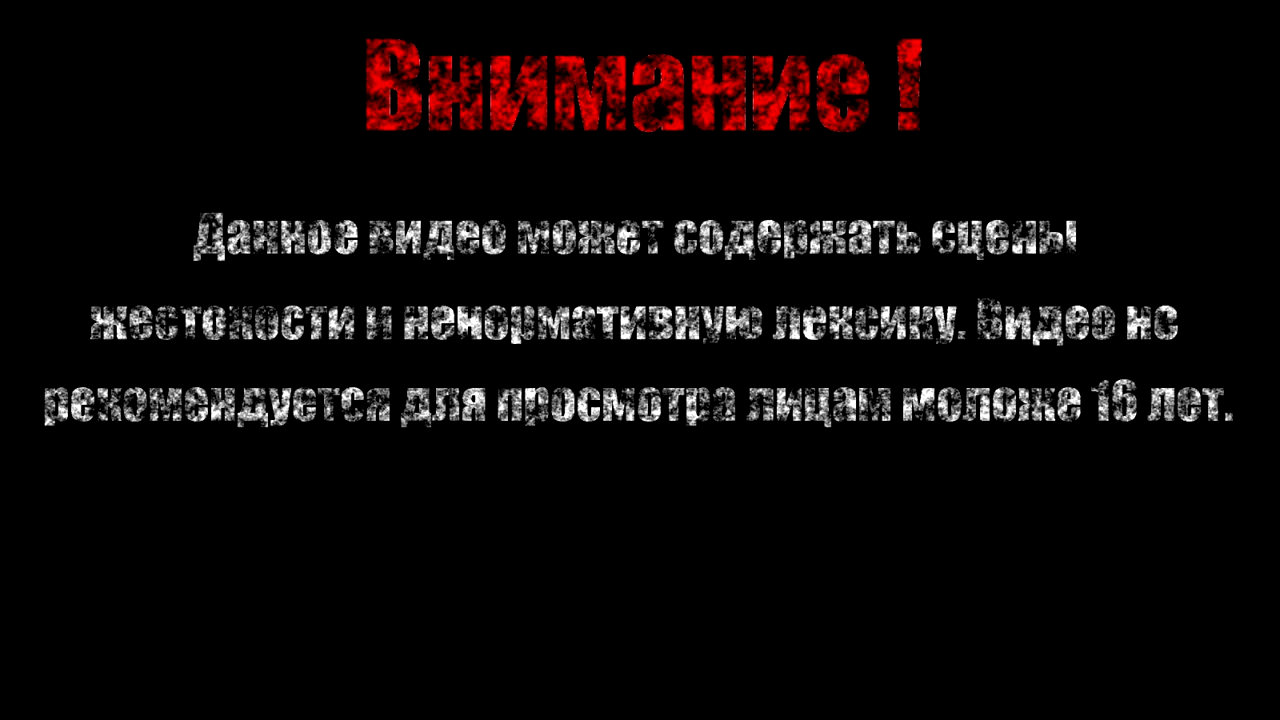 Внимание !
Данное видео может содержать сцены
жестокости и ненормативную лексику. Видео не
рекомендуется для просмотра лицам моложе 16 лет.